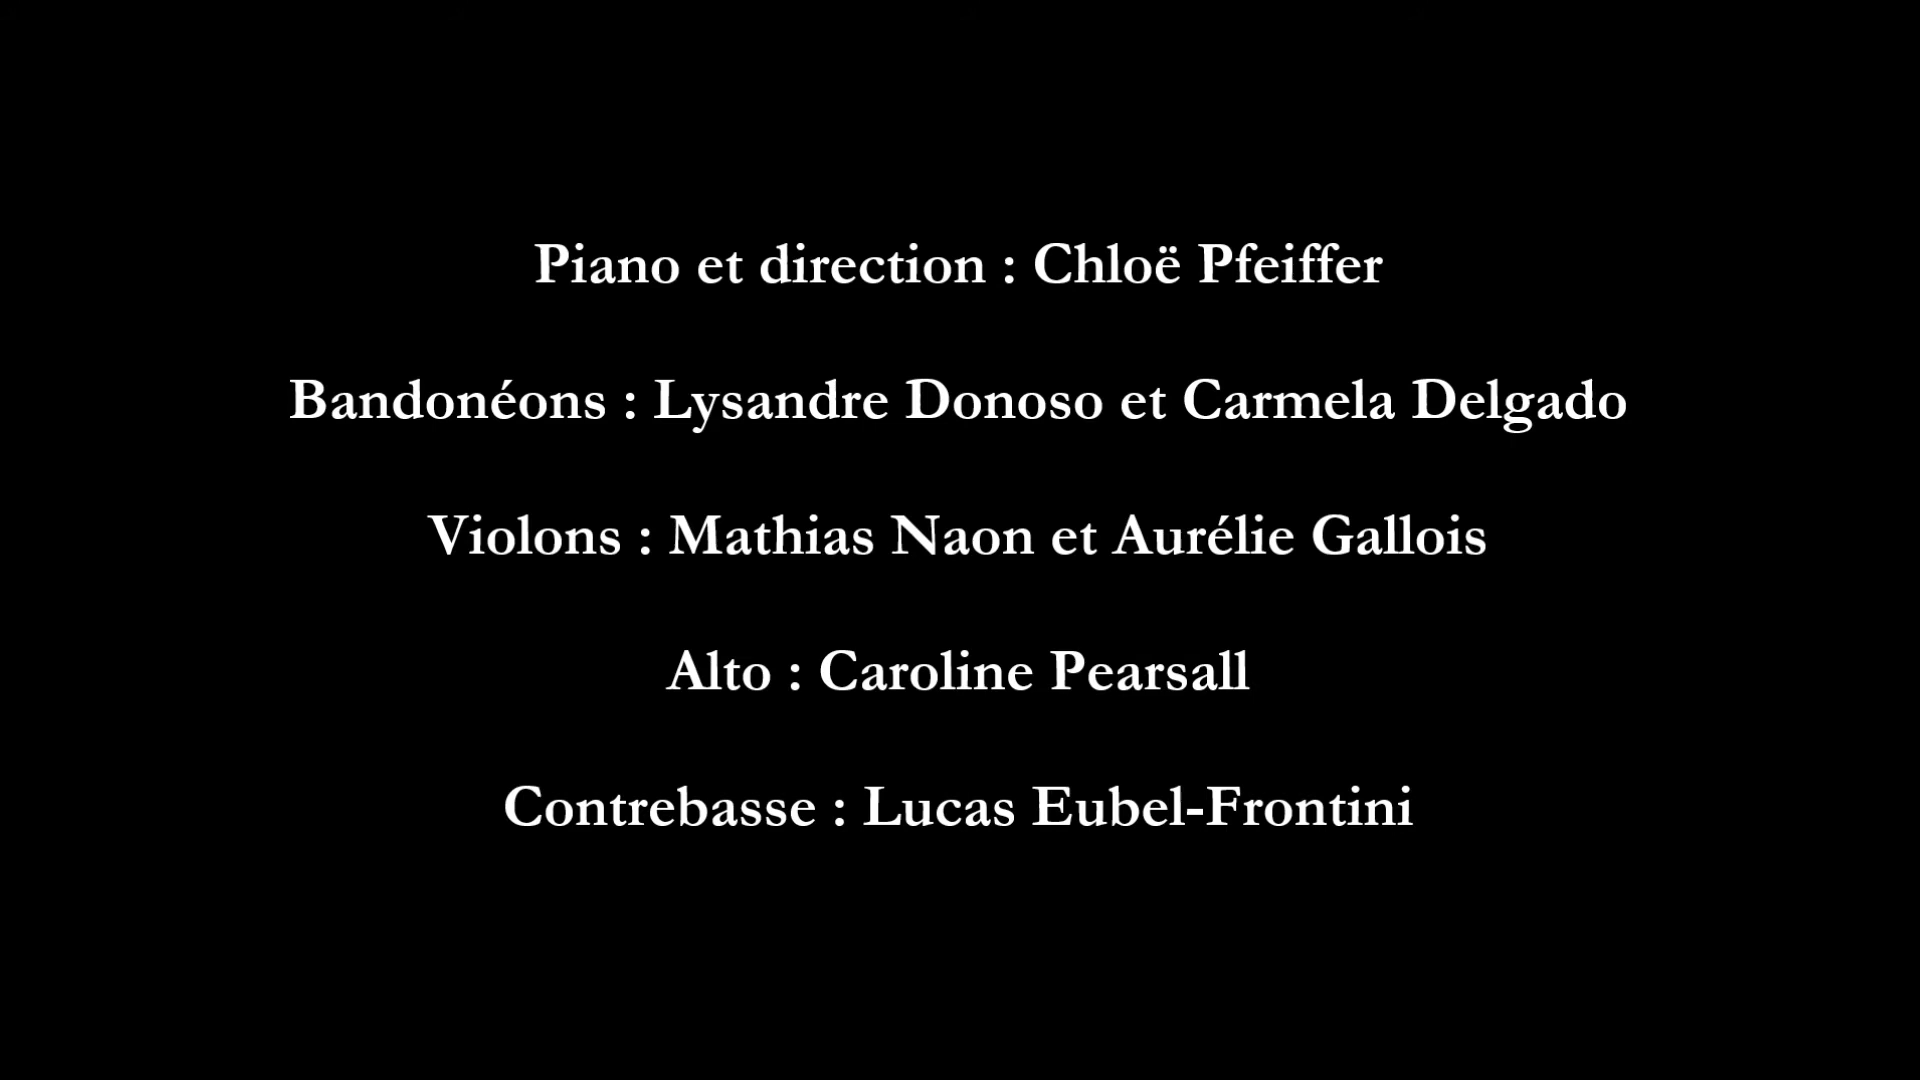 Piano et direction : Chloë Pfeiffer
Bandonéons : Lysandre Donoso et Carmela Delgado
Violons : Mathias Naon et Aurélie Gallois
Alto : Caroline Pearsall
Contrebasse : Lucas Eubel-Frontini